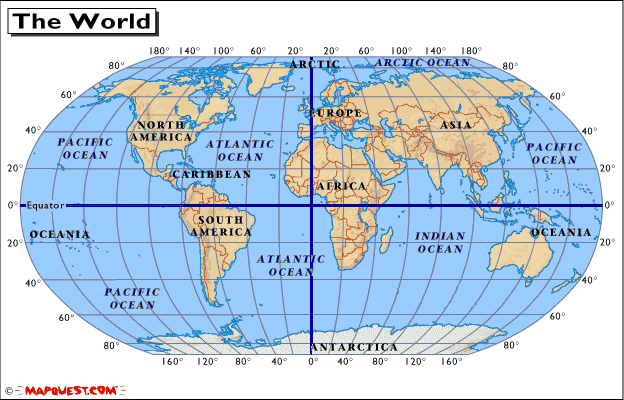 The World
180° 140° 100° 60° 20° 20° 60° 100° 140° 180°
80° ARCTIC ARCTIC OCEAN 80°
60° 60°
EUROPE
NORTH
AMERICA
ASIA
40° 40°
PACIFIC
OCEAN
ATLANTIC
OCEAN
PACIFIC
OCEAN
20° CARIBBEAN 20°
AFRICA
0° Equator 0°
SOUTH
AMERICA
OCEANIA
INDIAN
OCEAN
OCEANIA
20° 20°
ATLANTIC
OCEAN
40° 40°
PACIFIC
OCEAN
60° 60°
80° ANTARCTICA 80°
160° 120° 80° 40° 0° 40° 80° 120° 160°
© MAPQUEST.COM